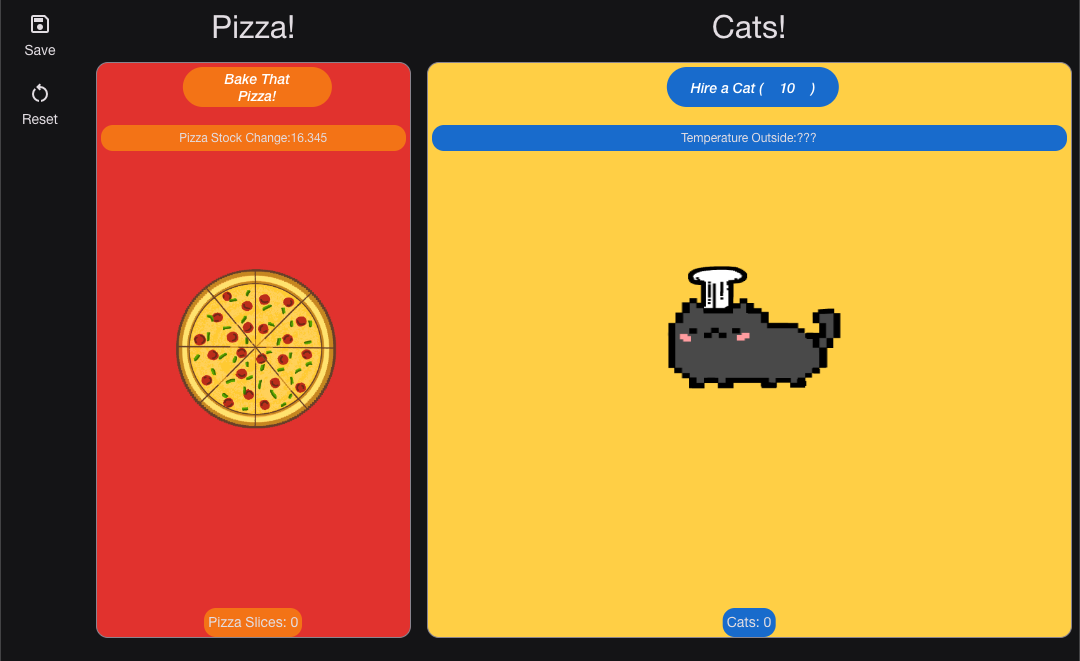 Save
Reset
Pizza!
Bake That
Pizza!
Pizza Stock Change:16.345
Pizza Slices: 0
Cats!
Hire a Cat ( 10 )
Temperature Outside:???
Cats: 0